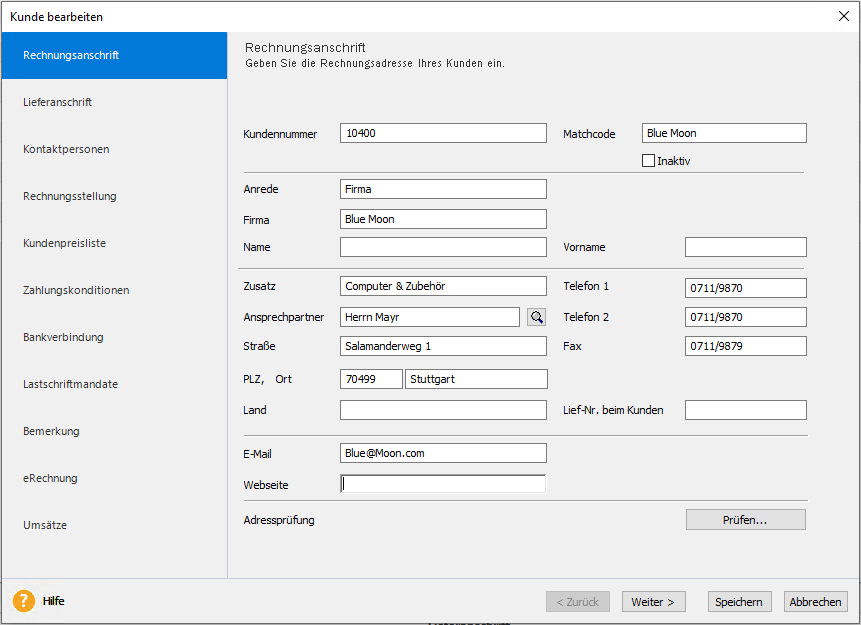 Kunde bearbeiten
Rechnungsanschrift
Lieferanschrift
Kontaktpersonen
Rechnungsstellung
Kundenpreisliste
Zahlungskonditionen
Bankverbindung
Lastschriftmandate
Bemerkung
eRechnung
Umsätze
Rechnungsanschrift
Geben Sie die Rechnungsadresse Ihres Kunden ein.
Kundennummer 10400 Matchcode Blue Moon
Inaktiv
Anrede Firma
Firma Blue Moon
Name Vorname
Zusatz Computer & Zubehör Telefon 1 0711/9870
Ansprechpartner Herrn Mayr Telefon 2 0711/9870
Straße Salamanderweg 1 Fax 0711/9879
PLZ, Ort 70499 Stuttgart
Land Lief-Nr. beim Kunden
E-Mail Blue@Moon.com
Webseite
Adressprüfung Prüfen...
? Hilfe < Zurück Weiter > Speichern Abbrechen